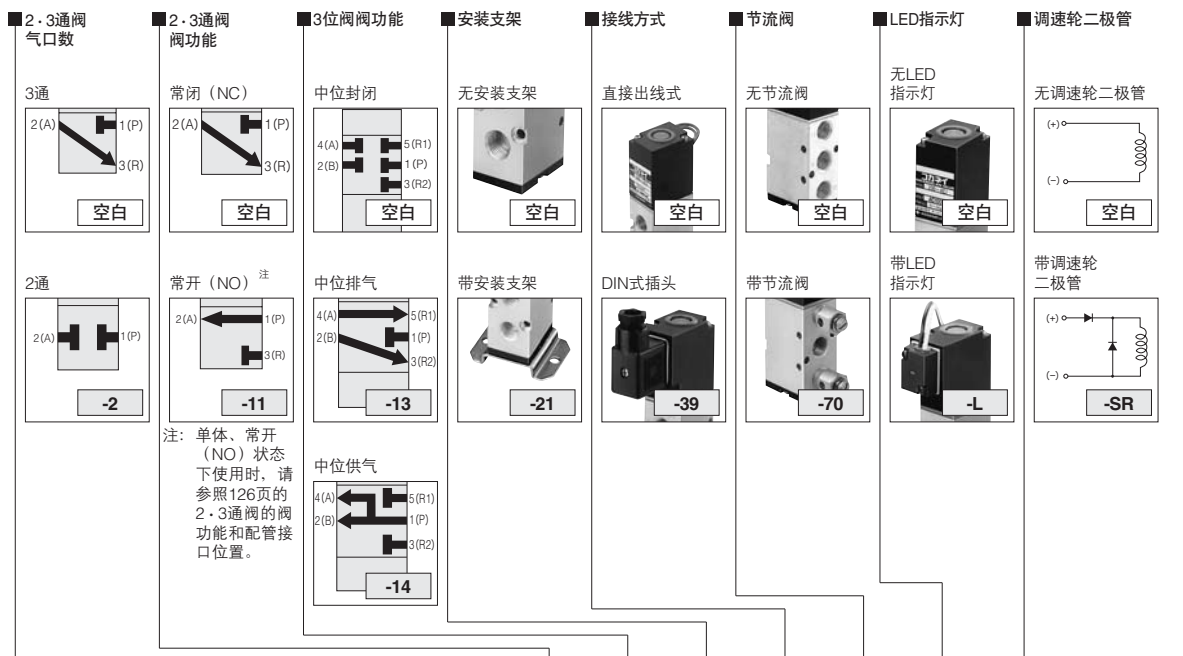 ■2・3通阀
气口数
3通
2(A)
1(P)
3(R)
空白
2通
2(A)
1(P)
-2
■2・3通阀
阀功能
常闭（NC）
2(A)
1(P)
3(R)
空白
常开（NO）注
2(A)
1(P)
3(R)
-11
注： 单体、常开
（NO）状态
下使用时，请
参照126页的
2・3通阀的阀
功能和配管接
口位置。
■3位阀阀功能
中位封闭
4(A)
5(R1)
2(B)
1(P)
3(R2)
空白
中位排气
4(A)
5(R1)
2(B)
1(P)
3(R2)
-13
中位供气
4(A)
5(R1)
2(B)
1(P)
3(R2)
-14
■安装支架
无安装支架
空白
带安装支架
-21
■接线方式
直接出线式
空白
DIN式插头
-39
■节流阀
无节流阀
空白
带节流阀
-70
■LED指示灯
无LED
指示灯
空白
带LED
指示灯
-L
■调速轮二极管
无调速轮二极管
(+)
(−)
空白
带调速轮
二极管
(+)
(−)
-SR